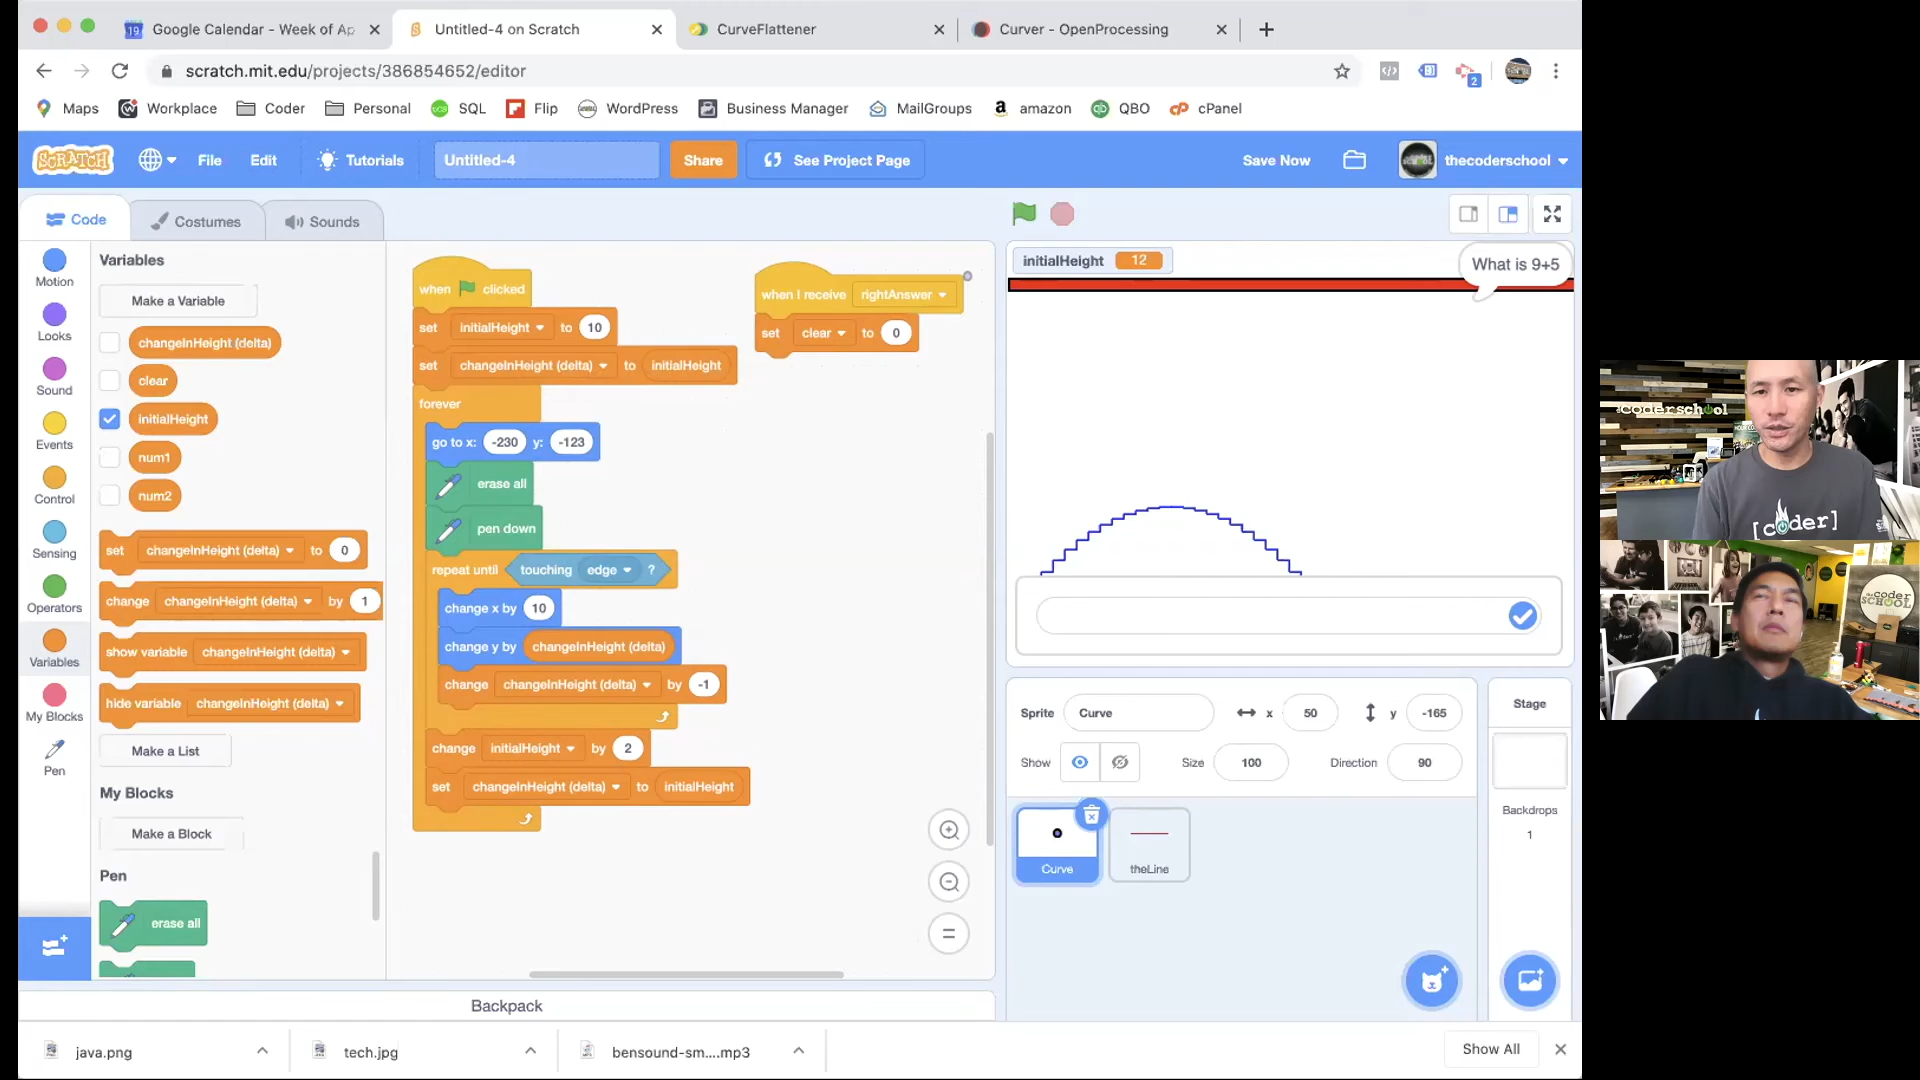 Google Calendar - Week of Ap
Untitled-4 on Scratch
CurveFlattener
Curver - OpenProcessing
scratch.mit.edu/projects/386854652/editor
2
Maps
Workplace
Coder
Personal
SQL
Flip
WordPress
Business Manager
MailGroups
amazon
QBO
cPanel
SCRATCH
File
Edit
Tutorials
Untitled-4
Share
See Project Page
Save Now
thecoderschool
Code
Costumes
Sounds
Motion
Looks
Sound
Events
Control
Sensing
Operators
Variables
My Blocks
Pen
Variables
Make a Variable
changeInHeight (delta)
clear
initialHeight
num1
num2
set changeInHeight (delta) to 0
change changeInHeight (delta) by 1
show variable changeInHeight (delta)
hide variable changeInHeight (delta)
Make a List
My Blocks
Make a Block
Pen
erase all
when clicked
set initialHeight to 10
set changeInHeight (delta) to initialHeight
forever
go to x: -230 y: -123
erase all
pen down
repeat until touching edge ?
change x by 10
change y by changeInHeight (delta)
change changeInHeight (delta) by -1
change initialHeight by 2
set changeInHeight (delta) to initialHeight
when I receive rightAnswer
set clear to 0
Backpack
initialHeight 12
What is 9+5
Sprite Curve x 50 y -165
Show Size 100 Direction 90
Curve
theLine
Stage
Backdrops
1
java.png
tech.jpg
bensound-sm....mp3
Show All
the coderschool
[coder]
the coder
SCHOOL